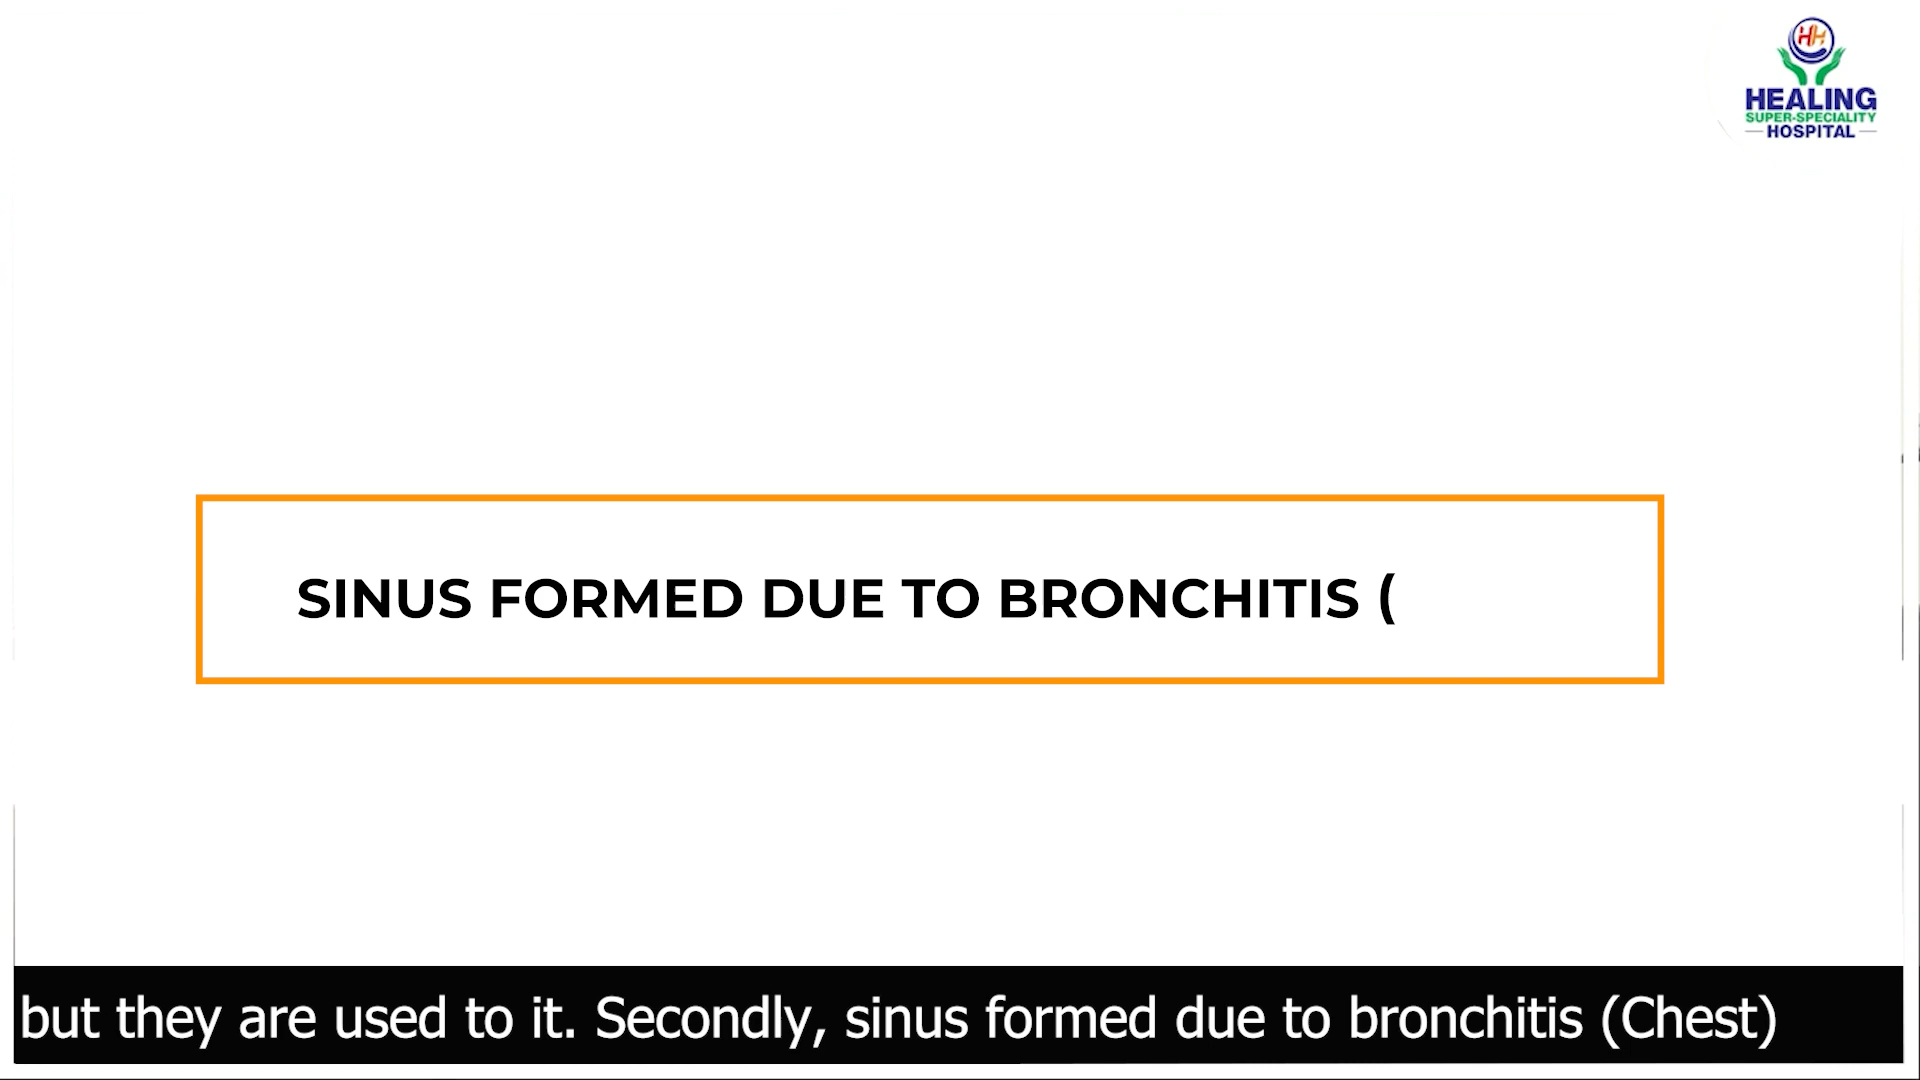 HH
HEALING
SUPER-SPECIALITY
HOSPITAL
SINUS FORMED DUE TO BRONCHITIS (
but they are used to it. Secondly, sinus formed due to bronchitis (Chest)